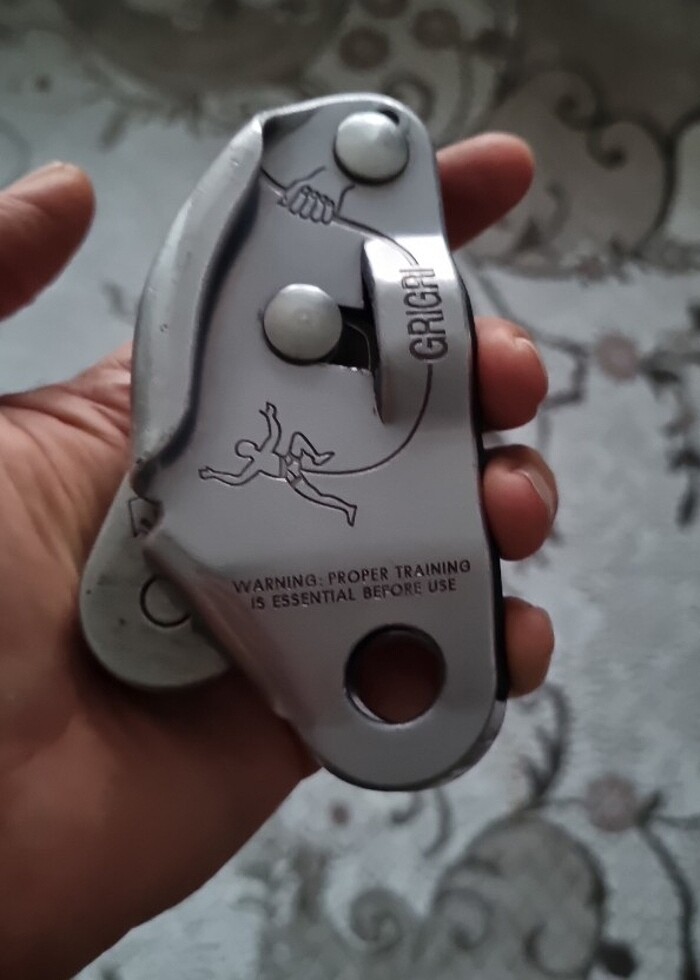 GRIGRI
WARNING: PROPER TRAINING
IS ESSENTIAL BEFORE USE